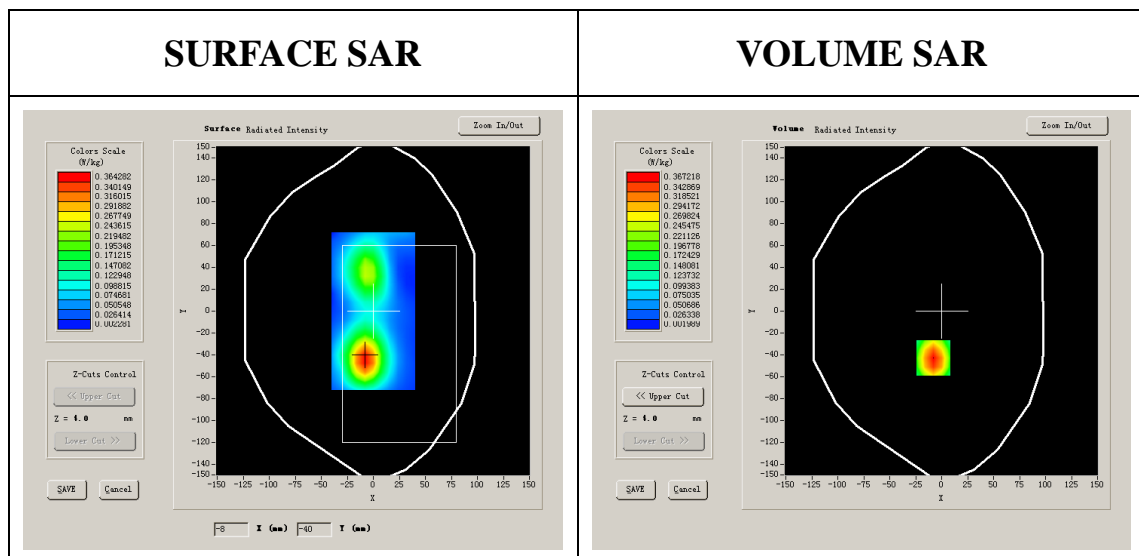 SURFACE SAR
VOLUME SAR
Surface Radiated Intensity
Zoom In/Out
Colors Scale
(W/kg)
0.364282
0.340149
0.316015
0.291882
0.267749
0.243615
0.219482
0.195348
0.171215
0.147082
0.122948
0.098815
0.074681
0.050548
0.026414
0.002281
150
140
120
100
80
60
40
20
0
-20
-40
-60
-80
-100
-120
-140
-150
Y
-150 -125 -100 -75 -50 -25 0 25 50 75 100 125 150
X
Z-Cuts Control
<< Upper Cut
Z = 4.0 mm
Lower Cut >>
SAVE Cancel
-8 X (mm) -40 Y (mm)
Volume Radiated Intensity
Zoom In/Out
Colors Scale
(W/kg)
0.367218
0.342869
0.318521
0.294172
0.269824
0.245475
0.221126
0.196778
0.172429
0.148081
0.123732
0.099383
0.075035
0.050686
0.026338
0.001989
150
140
120
100
80
60
40
20
0
-20
-40
-60
-80
-100
-120
-140
-150
Y
-150 -125 -100 -75 -50 -25 0 25 50 75 100 125 150
X
Z-Cuts Control
<< Upper Cut
Z = 4.0 mm
Lower Cut >>
SAVE Cancel